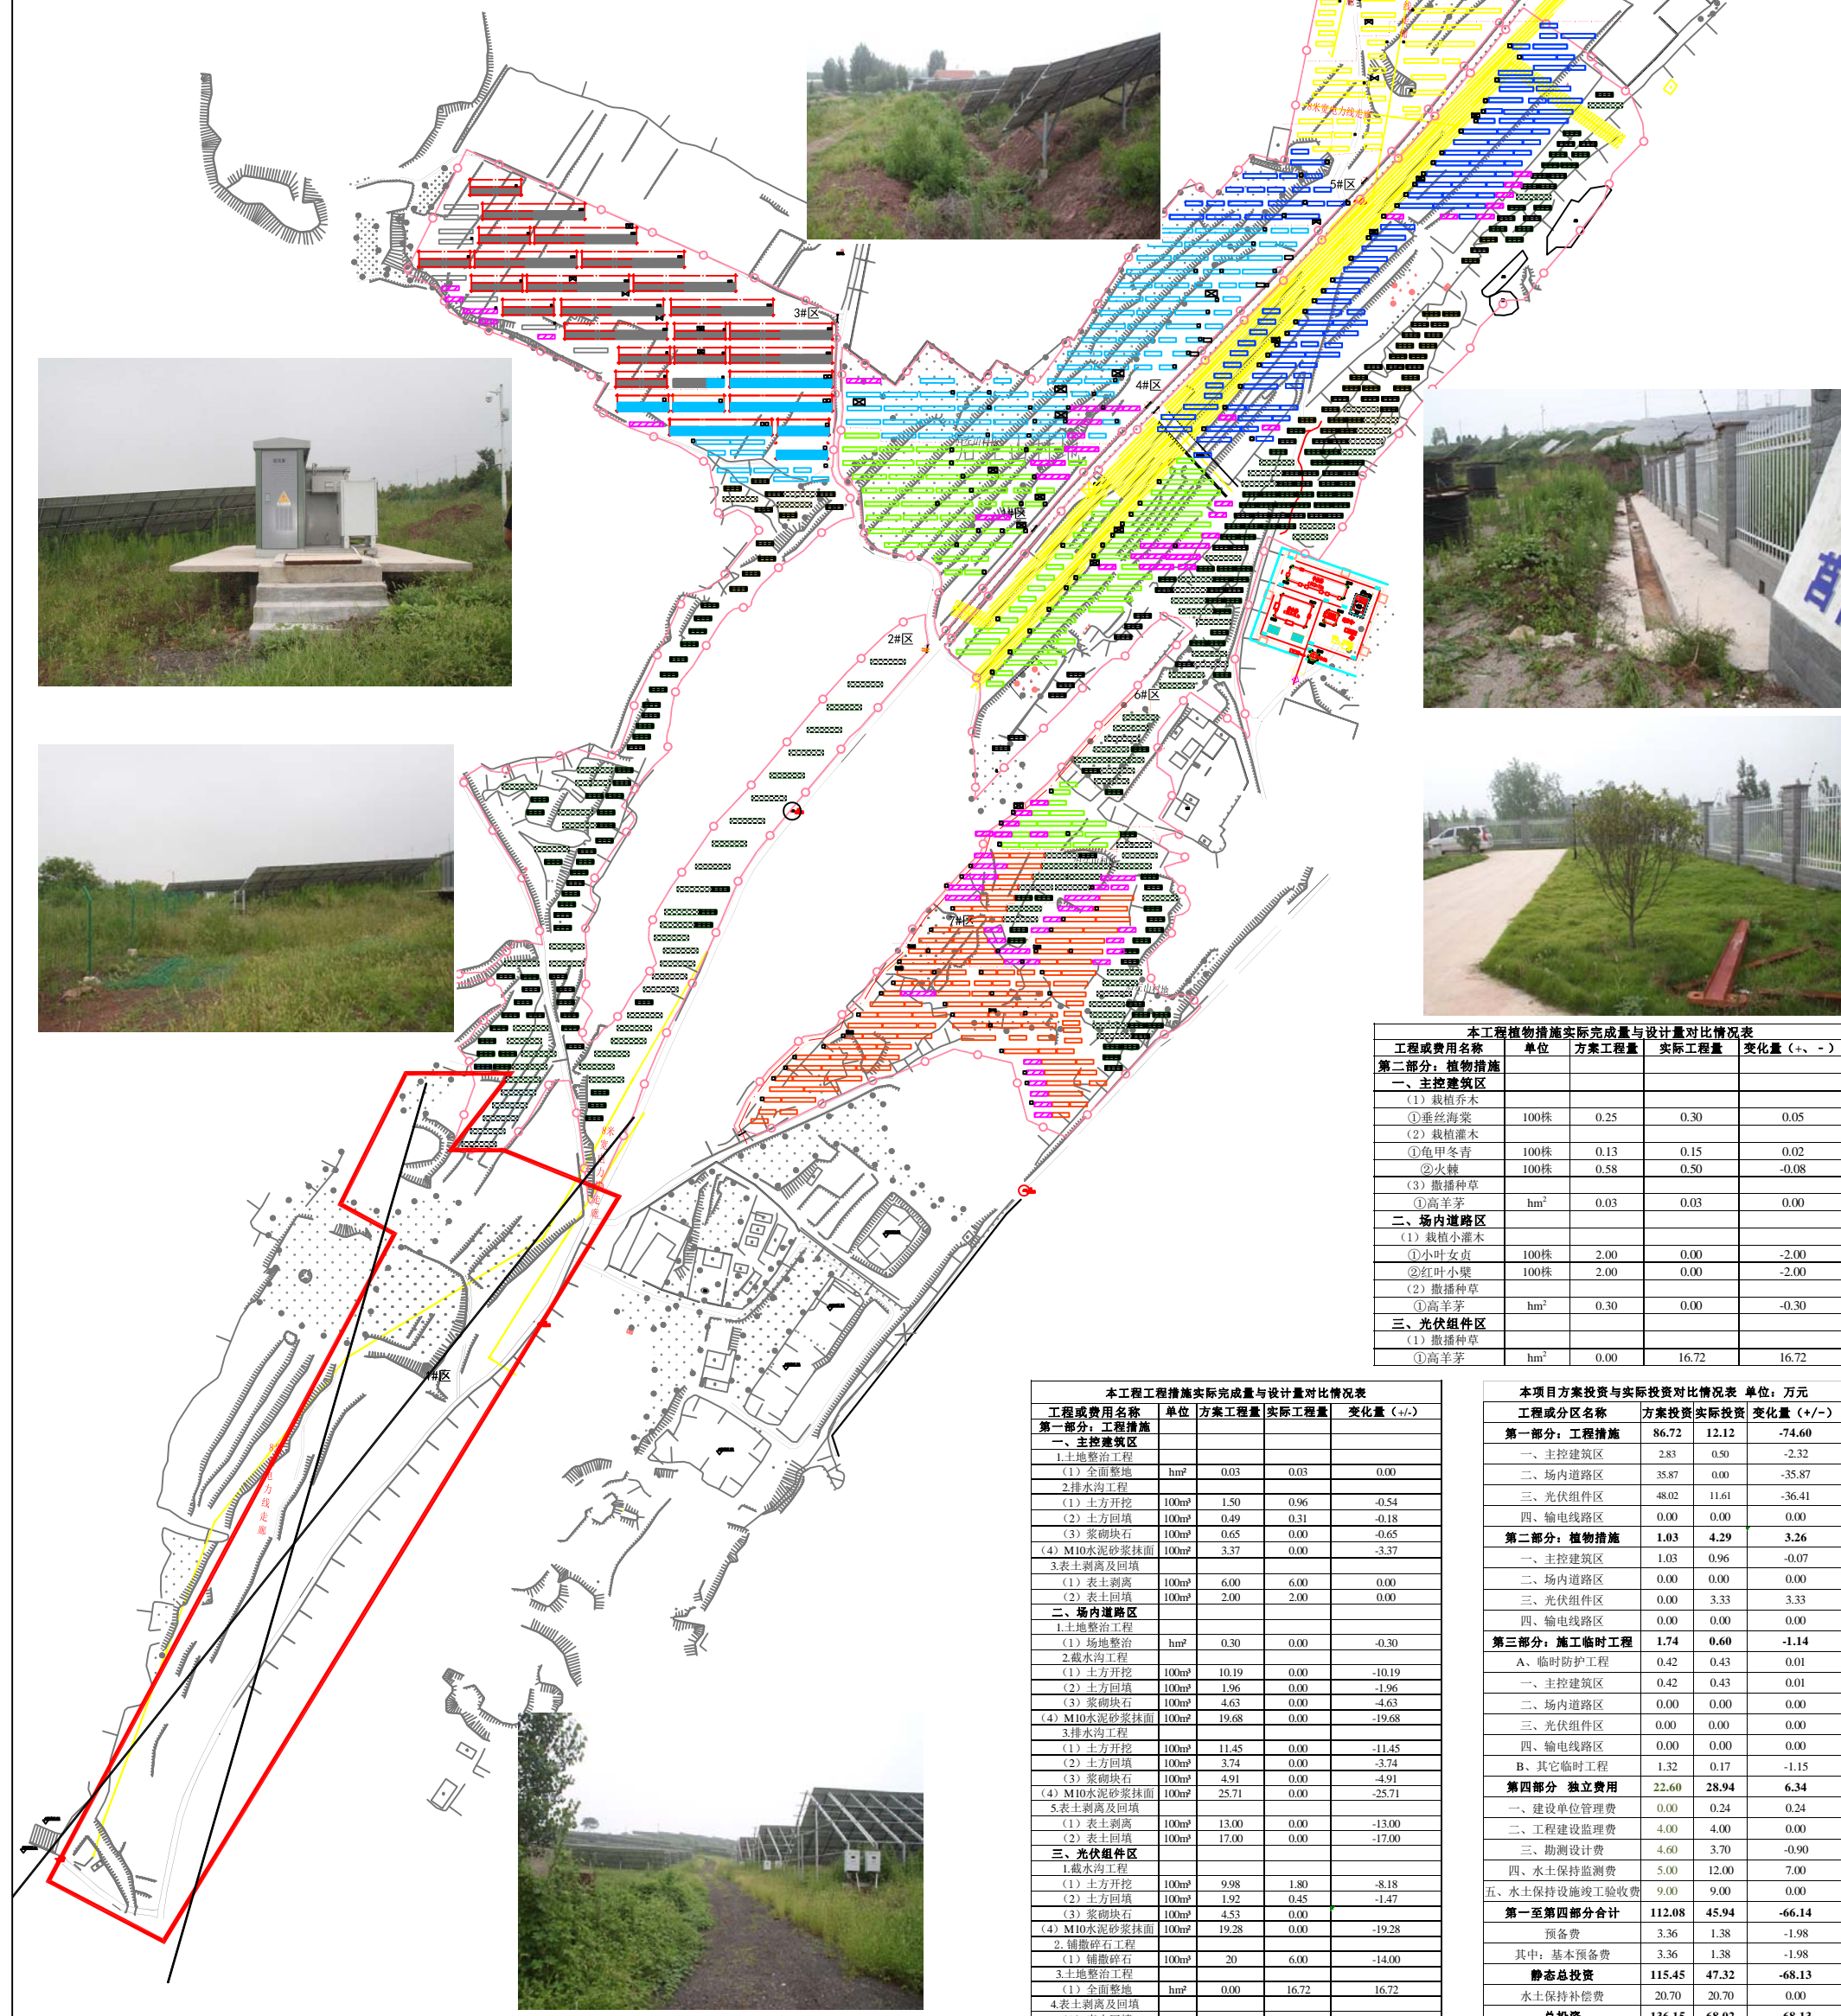 8米宽电力线走廊
5#区
3#区
4#区
1#区
2#区
6#区
7#区
1#区
本工程植物措施实际完成量与设计量对比情况表
工程或费用名称 单位 方案工程量 实际工程量 变化量（+、-）
第二部分：植物措施
一、主控建筑区
（1）栽植乔木
①垂丝海棠 100株 0.25 0.30 0.05
（2）栽植灌木
①龟甲冬青 100株 0.13 0.15 0.02
②火棘 100株 0.58 0.50 -0.08
（3）撒播种草
①高羊茅 hm² 0.03 0.03 0.00
二、场内道路区
（1）栽植小灌木
①小叶女贞 100株 2.00 0.00 -2.00
②红叶小檗 100株 2.00 0.00 -2.00
（2）撒播种草
①高羊茅 hm² 0.30 0.00 -0.30
三、光伏组件区
（1）撒播种草
①高羊茅 hm² 0.00 16.72 16.72
本工程工程措施实际完成量与设计量对比情况表
工程或费用名称 单位 方案工程量 实际工程量 变化量（+/-）
第一部分：工程措施
一、主控建筑区
1.土地整治工程
（1）全面整地 hm² 0.03 0.03 0.00
2.排水沟工程
（1）土方开挖 100m³ 1.50 0.96 -0.54
（2）土方回填 100m³ 0.49 0.31 -0.18
（3）浆砌块石 100m³ 0.65 0.00 -0.65
（4）M10水泥砂浆抹面 100m² 3.37 0.00 -3.37
3.表土剥离及回填
（1）表土剥离 100m³ 6.00 6.00 0.00
（2）表土回填 100m³ 2.00 2.00 0.00
二、场内道路区
1.土地整治工程
（1）场地整治 hm² 0.30 0.00 -0.30
2.截水沟工程
（1）土方开挖 100m³ 10.19 0.00 -10.19
（2）土方回填 100m³ 1.96 0.00 -1.96
（3）浆砌块石 100m³ 4.63 0.00 -4.63
（4）M10水泥砂浆抹面 100m² 19.68 0.00 -19.68
3.排水沟工程
（1）土方开挖 100m³ 11.45 0.00 -11.45
（2）土方回填 100m³ 3.74 0.00 -3.74
（3）浆砌块石 100m³ 4.91 0.00 -4.91
（4）M10水泥砂浆抹面 100m² 25.71 0.00 -25.71
5.表土剥离及回填
（1）表土剥离 100m³ 13.00 0.00 -13.00
（2）表土回填 100m³ 17.00 0.00 -17.00
三、光伏组件区
1.截水沟工程
（1）土方开挖 100m³ 9.98 1.80 -8.18
（2）土方回填 100m³ 1.92 0.45 -1.47
（3）浆砌块石 100m³ 4.53 0.00
（4）M10水泥砂浆抹面 100m² 19.28 0.00 -19.28
2.铺撒碎石工程
（1）铺撒碎石 100m³ 20 6.00 -14.00
3.土地整治工程
（1）全面整地 hm² 0.00 16.72 16.72
4.表土剥离及回填
本项目方案投资与实际投资对比情况表 单位：万元
工程或分区名称 方案投资 实际投资 变化量（+/-）
第一部分：工程措施 86.72 12.12 -74.60
一、主控建筑区 2.83 0.50 -2.32
二、场内道路区 35.87 0.00 -35.87
三、光伏组件区 48.02 11.61 -36.41
四、输电线路区 0.00 0.00 0.00
第二部分：植物措施 1.03 4.29 3.26
一、主控建筑区 1.03 0.96 -0.07
二、场内道路区 0.00 0.00 0.00
三、光伏组件区 0.00 3.33 3.33
四、输电线路区 0.00 0.00 0.00
第三部分：施工临时工程 1.74 0.60 -1.14
A、临时防护工程 0.42 0.43 0.01
一、主控建筑区 0.42 0.43 0.01
二、场内道路区 0.00 0.00 0.00
三、光伏组件区 0.00 0.00 0.00
四、输电线路区 0.00 0.00 0.00
B、其它临时工程 1.32 0.17 -1.15
第四部分 独立费用 22.60 28.94 6.34
一、建设单位管理费 0.00 0.24 0.24
二、工程建设监理费 4.00 4.00 0.00
三、勘测设计费 4.60 3.70 -0.90
四、水土保持监测费 5.00 12.00 7.00
五、水土保持设施竣工验收费 9.00 9.00 0.00
第一至第四部分合计 112.08 45.94 -66.14
预备费 3.36 1.38 -1.98
其中：基本预备费 3.36 1.38 -1.98
静态总投资 115.45 47.32 -68.13
水土保持补偿费 20.70 20.70 0.00
总投资 136.15 68.02 -68.13